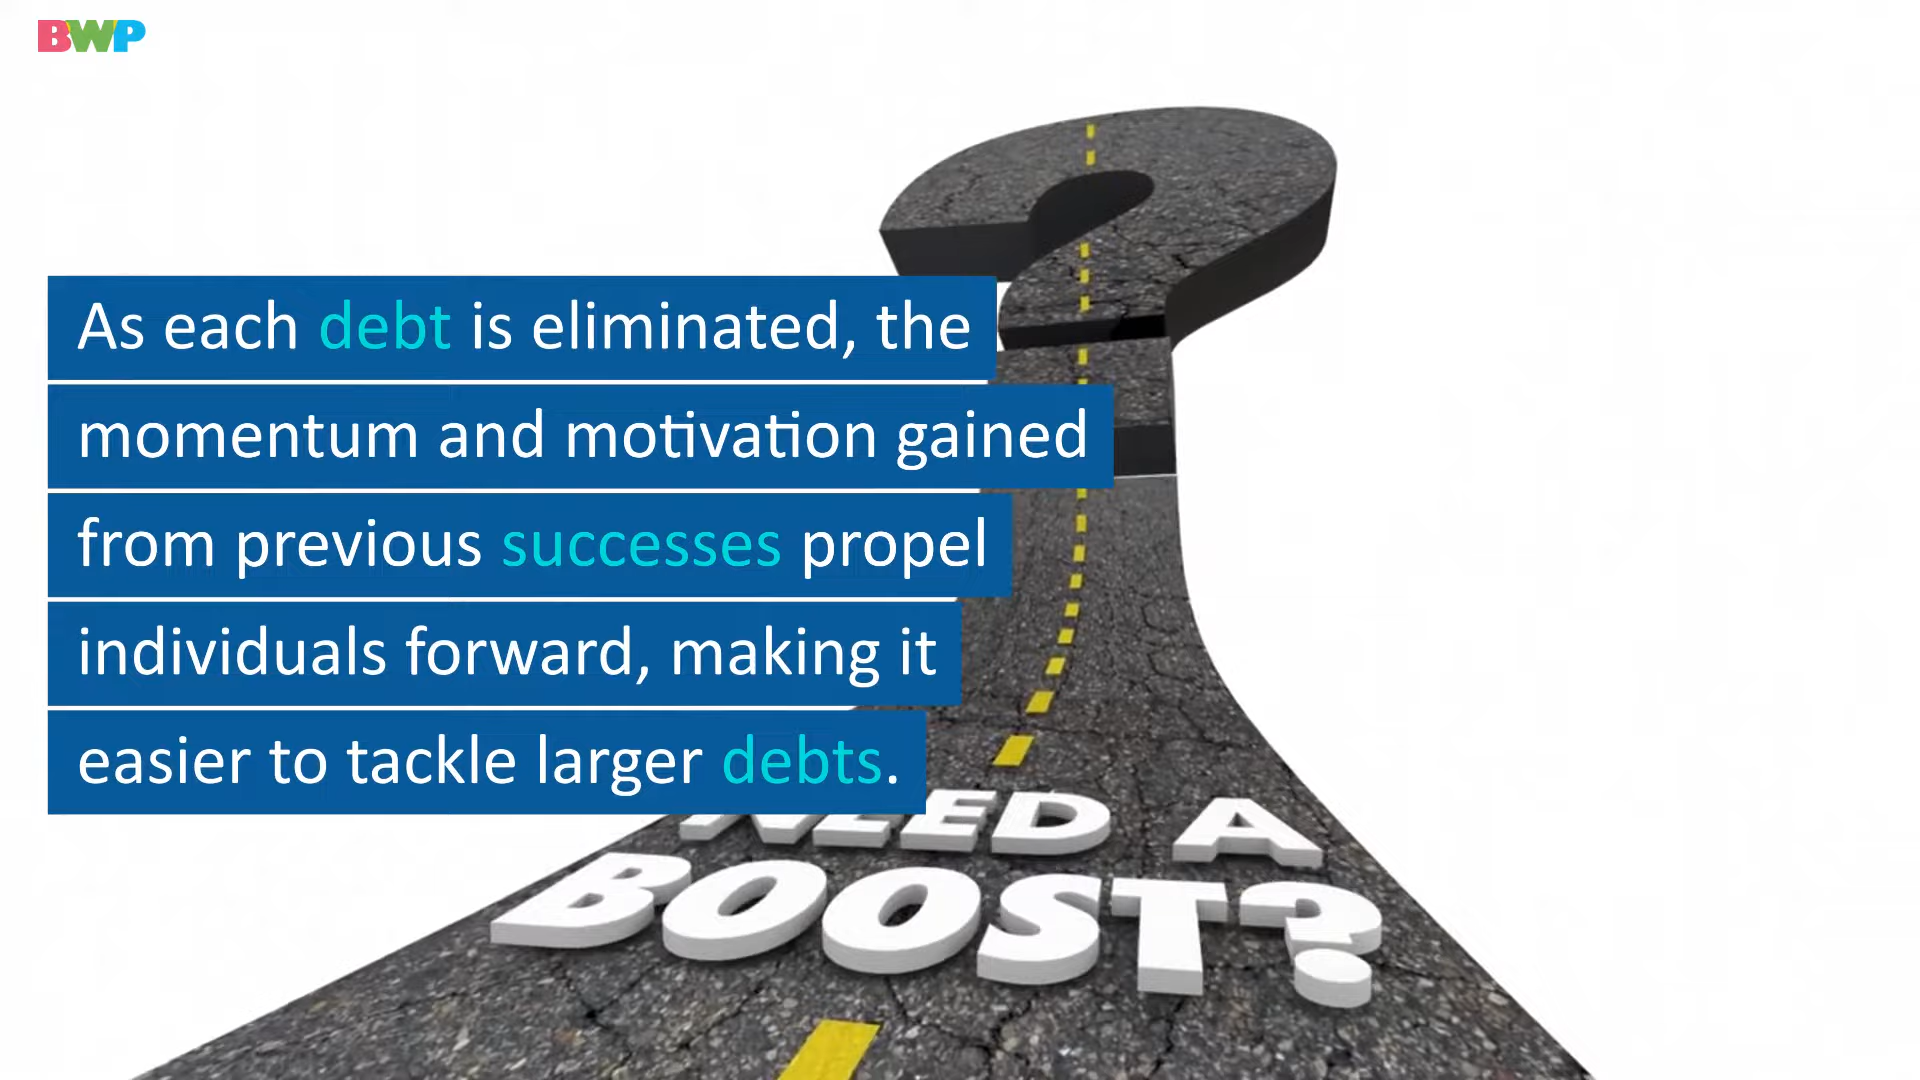 BWP
As each debt is eliminated, the
momentum and motivation gained
from previous successes propel
individuals forward, making it
easier to tackle larger debts.
NEED A
BOOST?